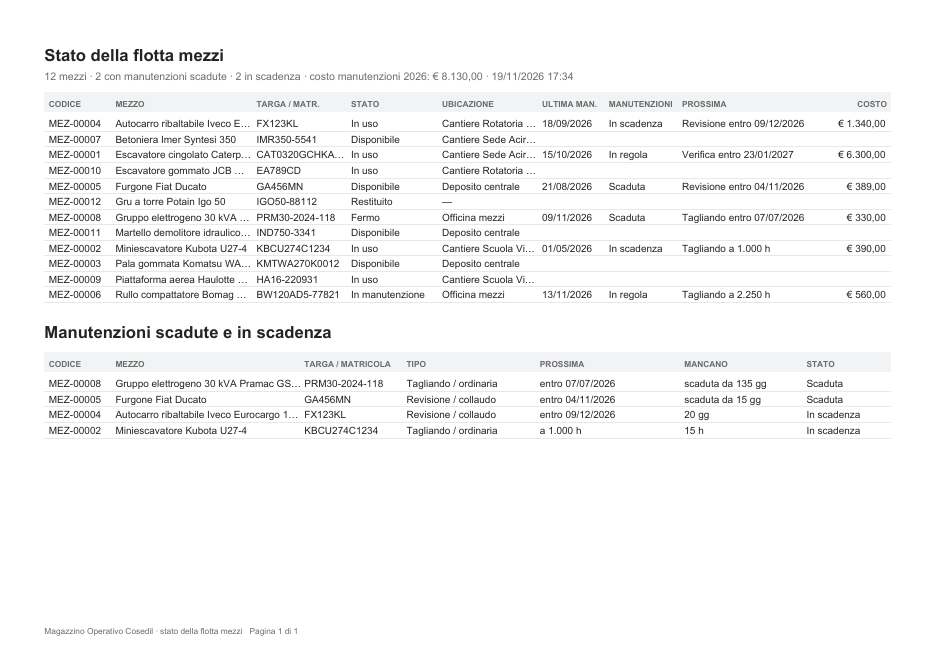 Stato della flotta mezzi
12 mezzi · 2 con manutenzioni scadute · 2 in scadenza · costo manutenzioni 2026: € 8.130,00 · 19/11/2026 17:34
CODICE MEZZO TARGA / MATR. STATO UBICAZIONE ULTIMA MAN. MANUTENZIONI PROSSIMA COSTO
MEZ-00004 Autocarro ribaltabile Iveco E… FX123KL In uso Cantiere Rotatoria … 18/09/2026 In scadenza Revisione entro 09/12/2026 € 1.340,00
MEZ-00007 Betoniera Imer Syntesi 350 IMR350-5541 Disponibile Cantiere Sede Acir…
MEZ-00001 Escavatore cingolato Caterp… CAT0320GCHKA… In uso Cantiere Sede Acir… 15/10/2026 In regola Verifica entro 23/01/2027 € 6.300,00
MEZ-00010 Escavatore gommato JCB … EA789CD In uso Cantiere Rotatoria …
MEZ-00005 Furgone Fiat Ducato GA456MN Disponibile Deposito centrale 21/08/2026 Scaduta Revisione entro 04/11/2026 € 389,00
MEZ-00012 Gru a torre Potain Igo 50 IGO50-88112 Restituito —
MEZ-00008 Gruppo elettrogeno 30 kVA … PRM30-2024-118 Fermo Officina mezzi 09/11/2026 Scaduta Tagliando entro 07/07/2026 € 330,00
MEZ-00011 Martello demolitore idraulico… IND750-3341 Disponibile Deposito centrale
MEZ-00002 Miniescavatore Kubota U27-4 KBCU274C1234 In uso Cantiere Scuola Vi… 01/05/2026 In scadenza Tagliando a 1.000 h € 390,00
MEZ-00003 Pala gommata Komatsu WA… KMTWA270K0012 Disponibile Deposito centrale
MEZ-00009 Piattaforma aerea Haulotte … HA16-220931 In uso Cantiere Scuola Vi…
MEZ-00006 Rullo compattatore Bomag … BW120AD5-77821 In manutenzione Officina mezzi 13/11/2026 In regola Tagliando a 2.250 h € 560,00
Manutenzioni scadute e in scadenza
CODICE MEZZO TARGA / MATRICOLA TIPO PROSSIMA MANCANO STATO
MEZ-00008 Gruppo elettrogeno 30 kVA Pramac GS… PRM30-2024-118 Tagliando / ordinaria entro 07/07/2026 scaduta da 135 gg Scaduta
MEZ-00005 Furgone Fiat Ducato GA456MN Revisione / collaudo entro 04/11/2026 scaduta da 15 gg Scaduta
MEZ-00004 Autocarro ribaltabile Iveco Eurocargo 1… FX123KL Revisione / collaudo entro 09/12/2026 20 gg In scadenza
MEZ-00002 Miniescavatore Kubota U27-4 KBCU274C1234 Tagliando / ordinaria a 1.000 h 15 h In scadenza
Magazzino Operativo Cosedil · stato della flotta mezzi Pagina 1 di 1